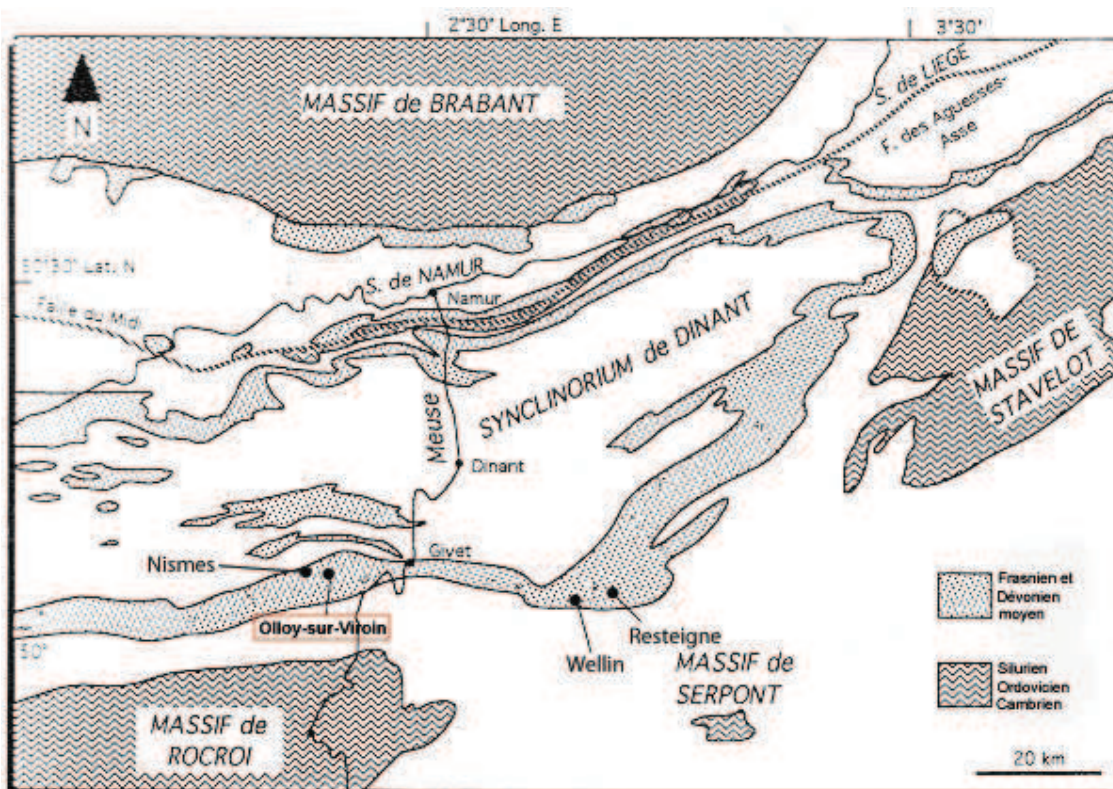 2°30' Long. E
3°30'
N
MASSIF de BRABANT
S. de LIEGE
F. des Aguesses-
Asse
50°30' Lat. N
S. de NAMUR
Namur
Faille du Midi
SYNCLINORIUM de DINANT
MASSIF DE
STAVELOT
Meuse
Dinant
Givet
Nismes
Olloy-sur-Viroin
50°
Resteigne
Wellin
MASSIF de
SERPONT
MASSIF de
ROCROI
Frasnien et
Dévonien
moyen
Silurien
Ordovicien
Cambrien
20 km